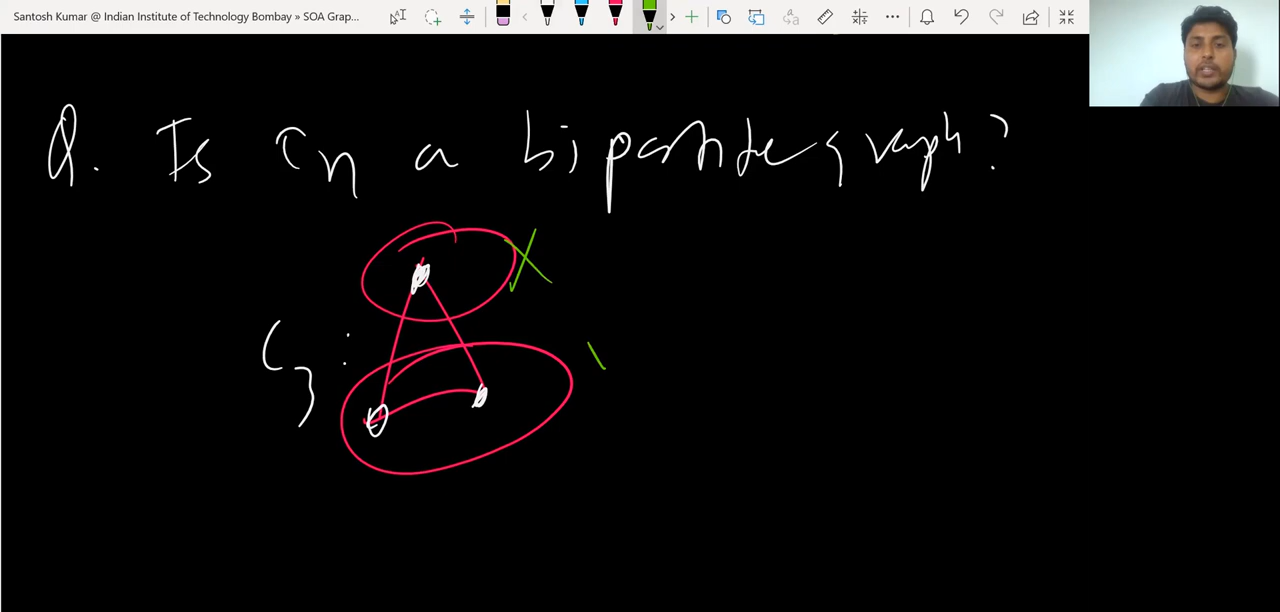 Santosh Kumar @ Indian Institute of Technology Bombay » SOA Grap...
Q. Is Cn a bipartite graph?
X
C3 :